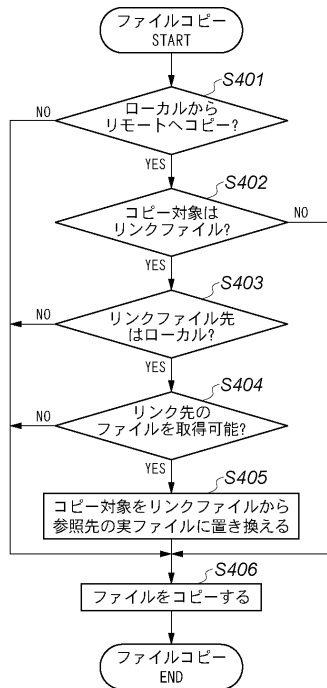 ファイルコピー
START
S401
ローカルから
リモートへコピー?
NO
YES
S402
コピー対象は
リンクファイル?
NO
YES
S403
リンクファイル先
はローカル?
NO
YES
S404
リンク先の
ファイルを取得可能?
NO
YES
S405
コピー対象をリンクファイルから
参照先の実ファイルに置き換える
S406
ファイルをコピーする
ファイルコピー
END